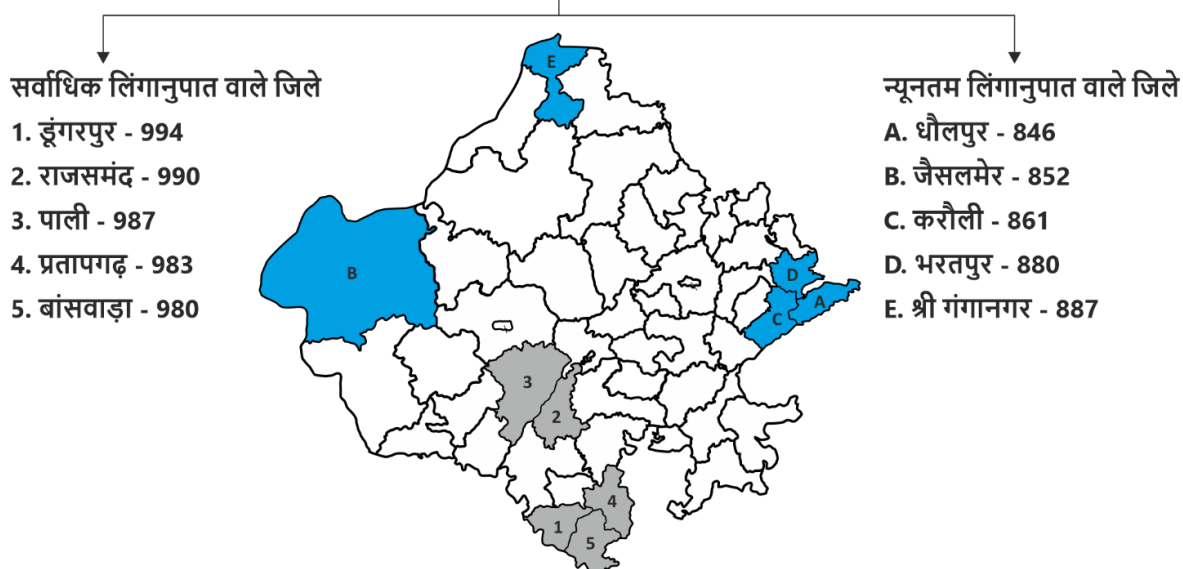 सर्वाधिक लिंगानुपात वाले जिले
1. डूंगरपुर - 994
2. राजसमंद - 990
3. पाली - 987
4. प्रतापगढ़ - 983
5. बांसवाड़ा - 980
न्यूनतम लिंगानुपात वाले जिले
A. धौलपुर - 846
B. जैसलमेर - 852
C. करौली - 861
D. भरतपुर - 880
E. श्री गंगानगर - 887
E
B
D
A
C
3
2
4
1
5